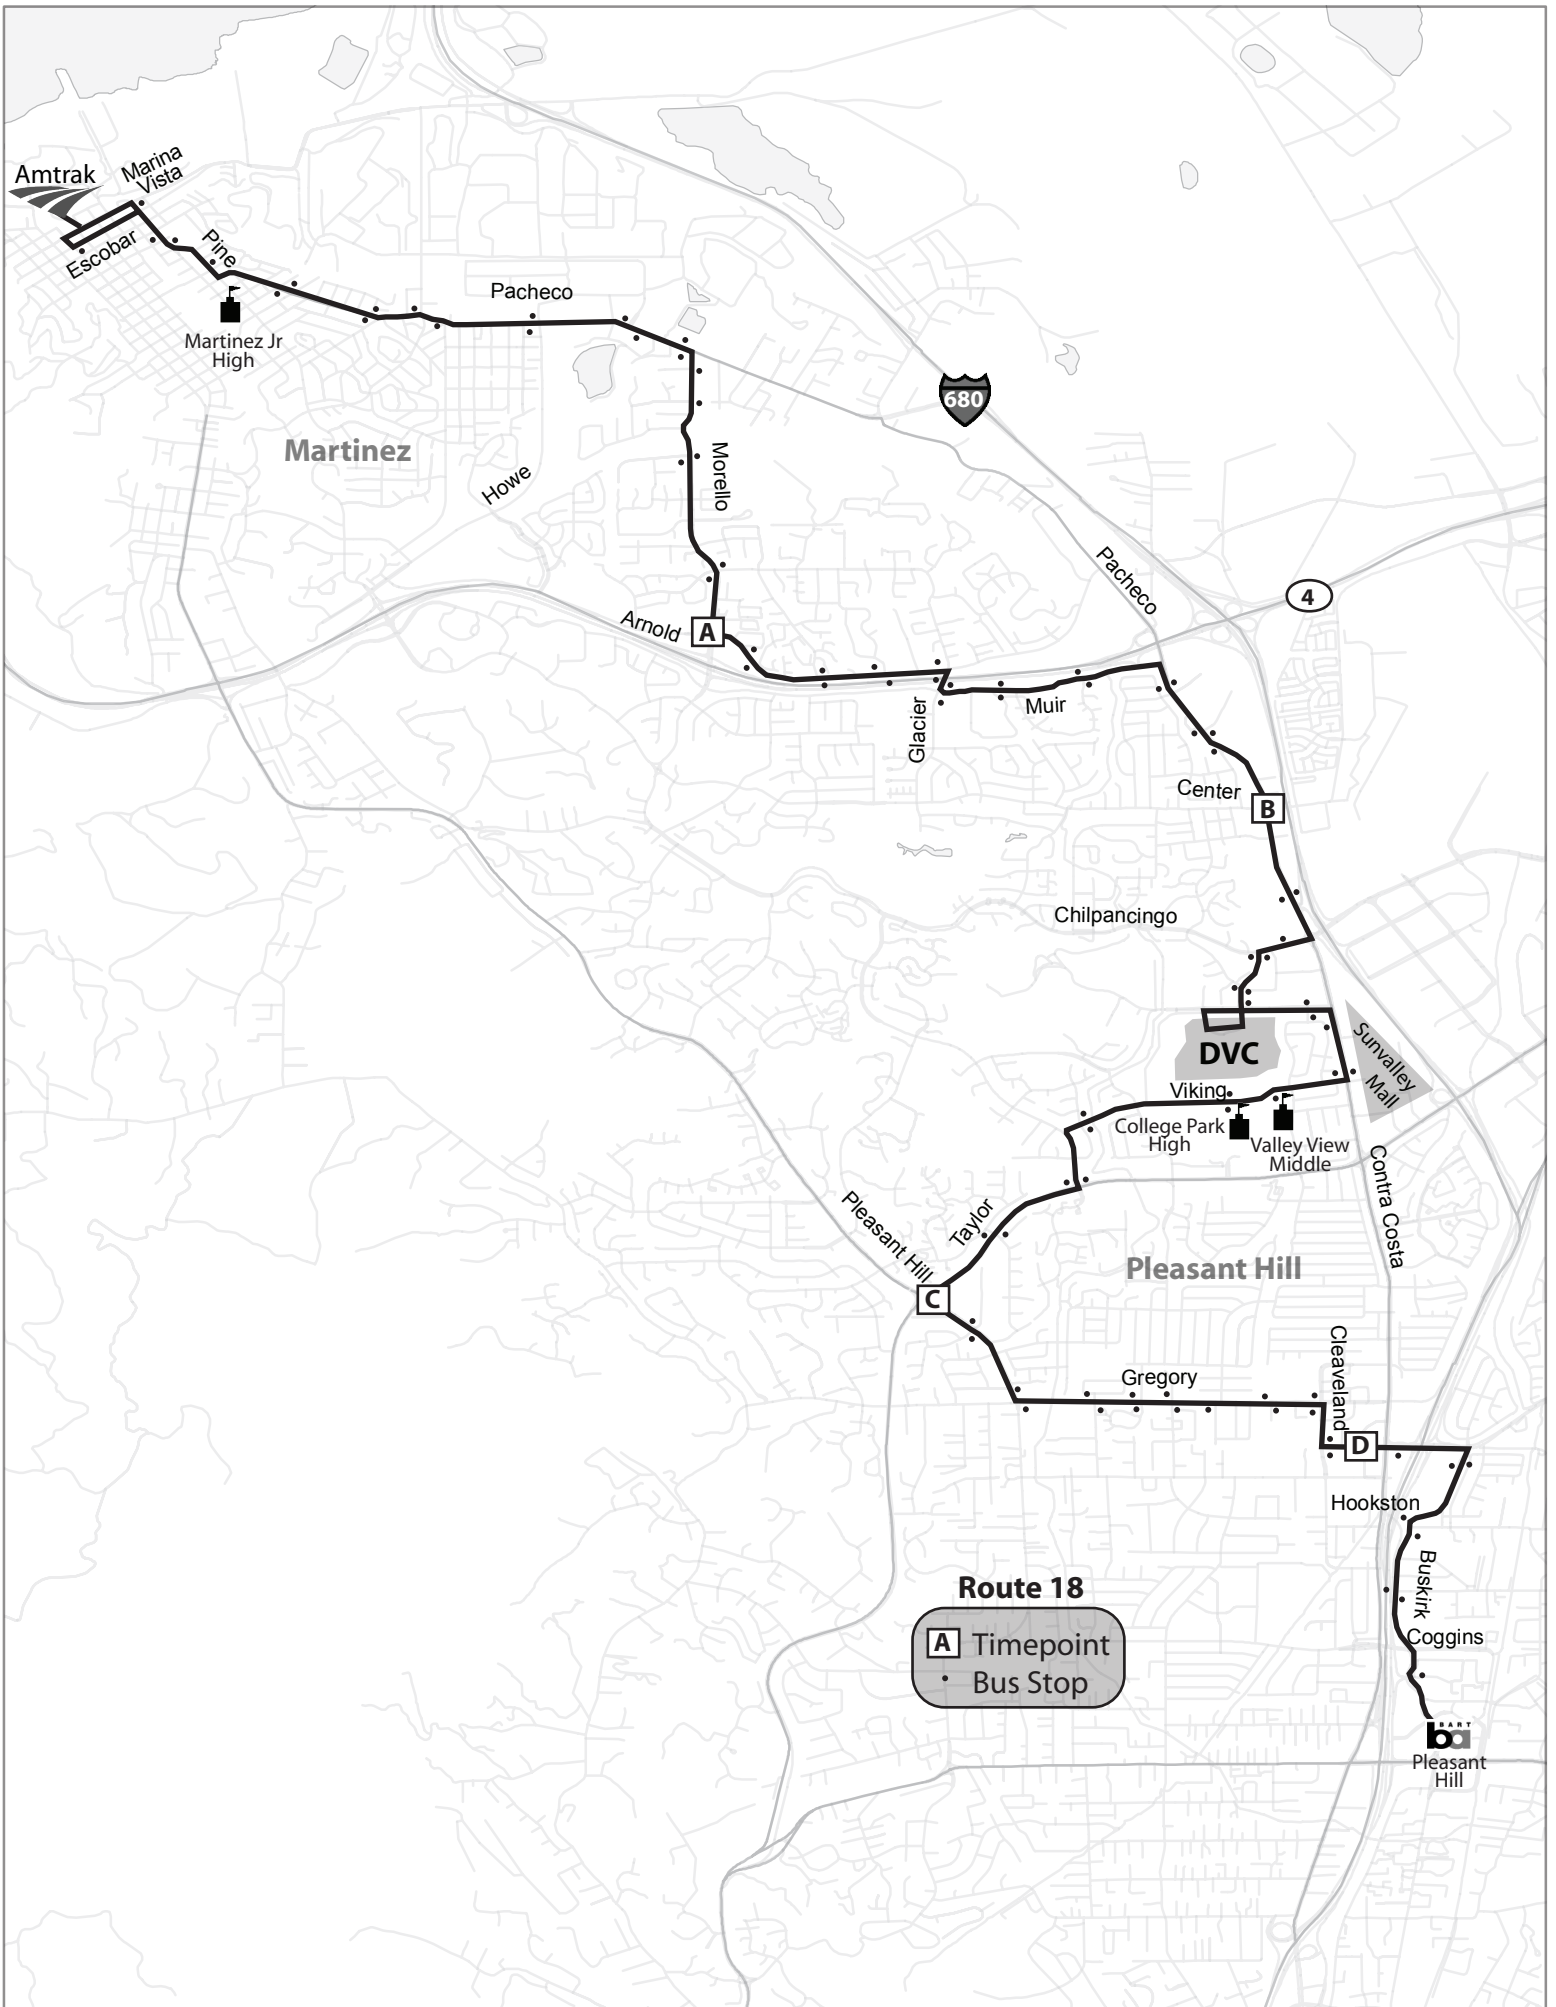 Amtrak
Marina
Vista
Escobar
Pine
Martinez Jr
High
Pacheco
680
Martinez
Howe
Morello
Pacheco
4
Arnold
A
Glacier
Muir
Center
B
Chilpancingo
DVC
Sunvalley
Mall
Viking
College Park
High
Valley View
Middle
Contra Costa
Pleasant Hill
Taylor
Pleasant Hill
C
Cleaveland
Gregory
D
Hookston
Buskirk
Route 18
A Timepoint
Bus Stop
Coggins
BART
ba
Pleasant
Hill